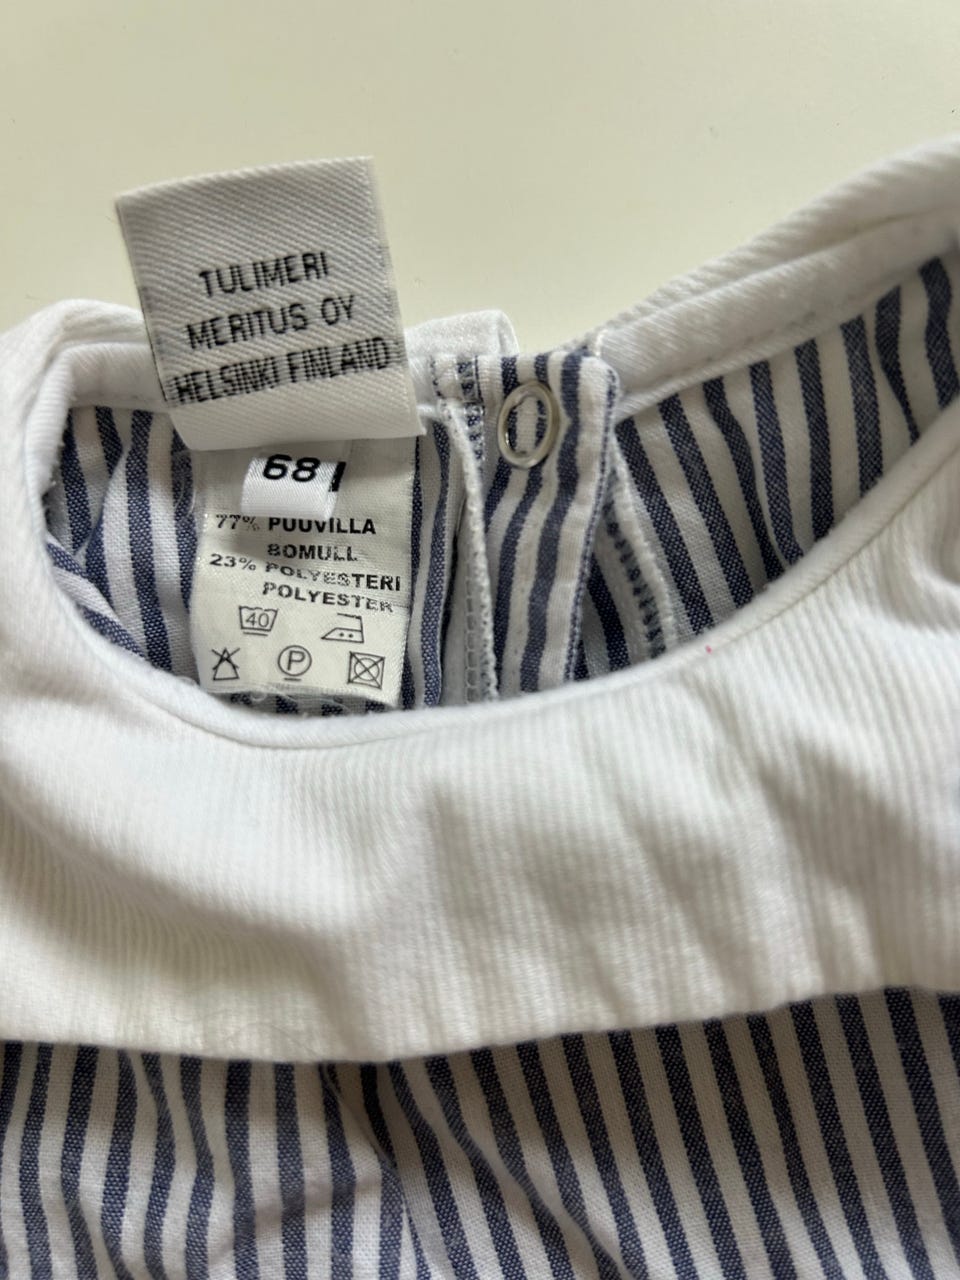 TULIMERI
MERITUS OY
HELSINKI FINLAND
68
77% PUUVILLA
BOMULL
23% POLYESTERI
POLYESTER
40
P